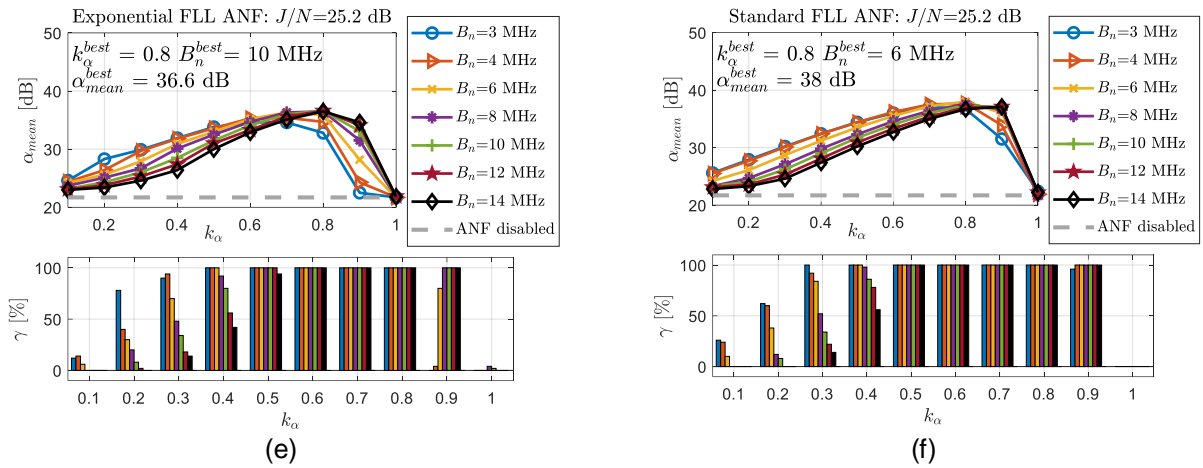 Exponential FLL ANF: J/N=25.2 dB
k_α^best = 0.8 B_n^best = 10 MHz
α_mean^best = 36.6 dB
α_mean [dB]
50
40
30
20
0.2
0.4
0.6
0.8
1
k_α
B_n=3 MHz
B_n=4 MHz
B_n=6 MHz
B_n=8 MHz
B_n=10 MHz
B_n=12 MHz
B_n=14 MHz
ANF disabled
γ [%]
100
50
0
0.1 0.2 0.3 0.4 0.5 0.6 0.7 0.8 0.9 1
k_α
(e)
Standard FLL ANF: J/N=25.2 dB
k_α^best = 0.8 B_n^best = 6 MHz
α_mean^best = 38 dB
α_mean [dB]
50
40
30
20
0.2
0.4
0.6
0.8
1
k_α
B_n=3 MHz
B_n=4 MHz
B_n=6 MHz
B_n=8 MHz
B_n=10 MHz
B_n=12 MHz
B_n=14 MHz
ANF disabled
γ [%]
100
50
0
0.1 0.2 0.3 0.4 0.5 0.6 0.7 0.8 0.9 1
k_α
(f)